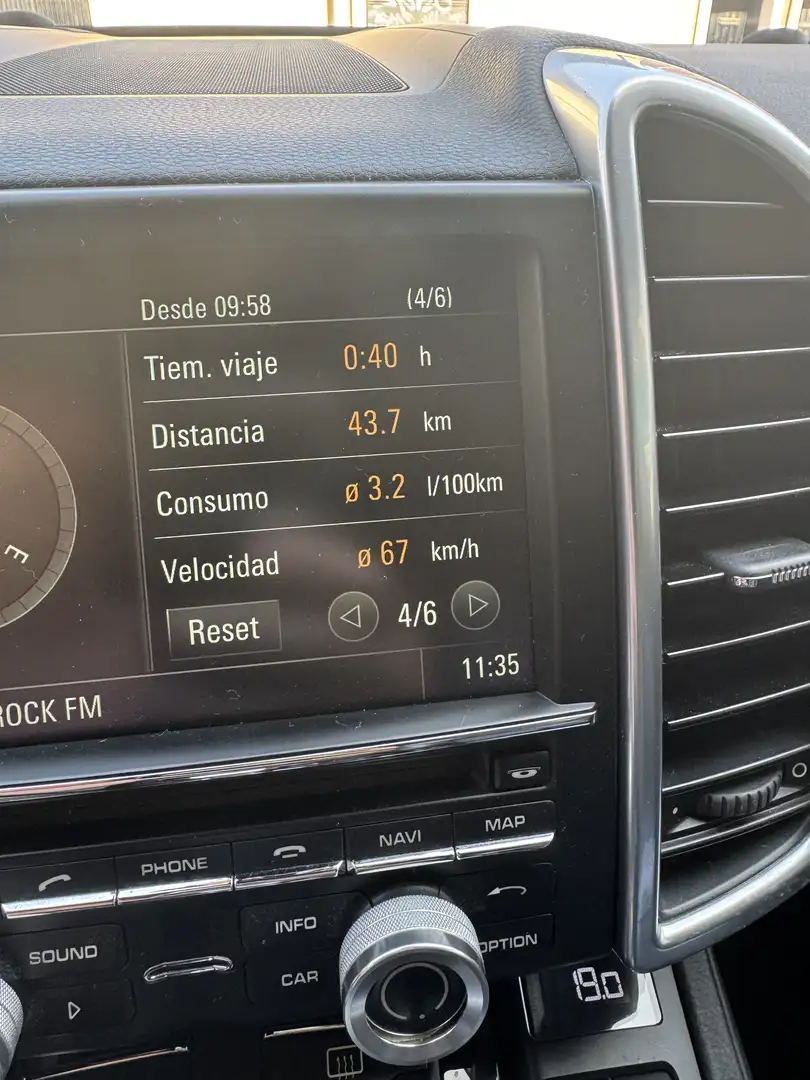 Desde 09:58 (4/6)
Tiem. viaje 0:40 h
Distancia 43.7 km
Consumo ø 3.2 l/100km
Velocidad ø 67 km/h
E
Reset 4/6
11:35
ROCK FM
PHONE NAVI MAP
SOUND INFO OPTION
CAR
19.0